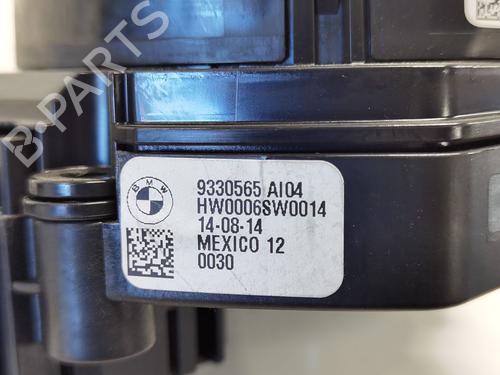 B-PARTS
BMW
9330565 AI04
HW0006SW0014
14-08-14
MEXICO 12
0030